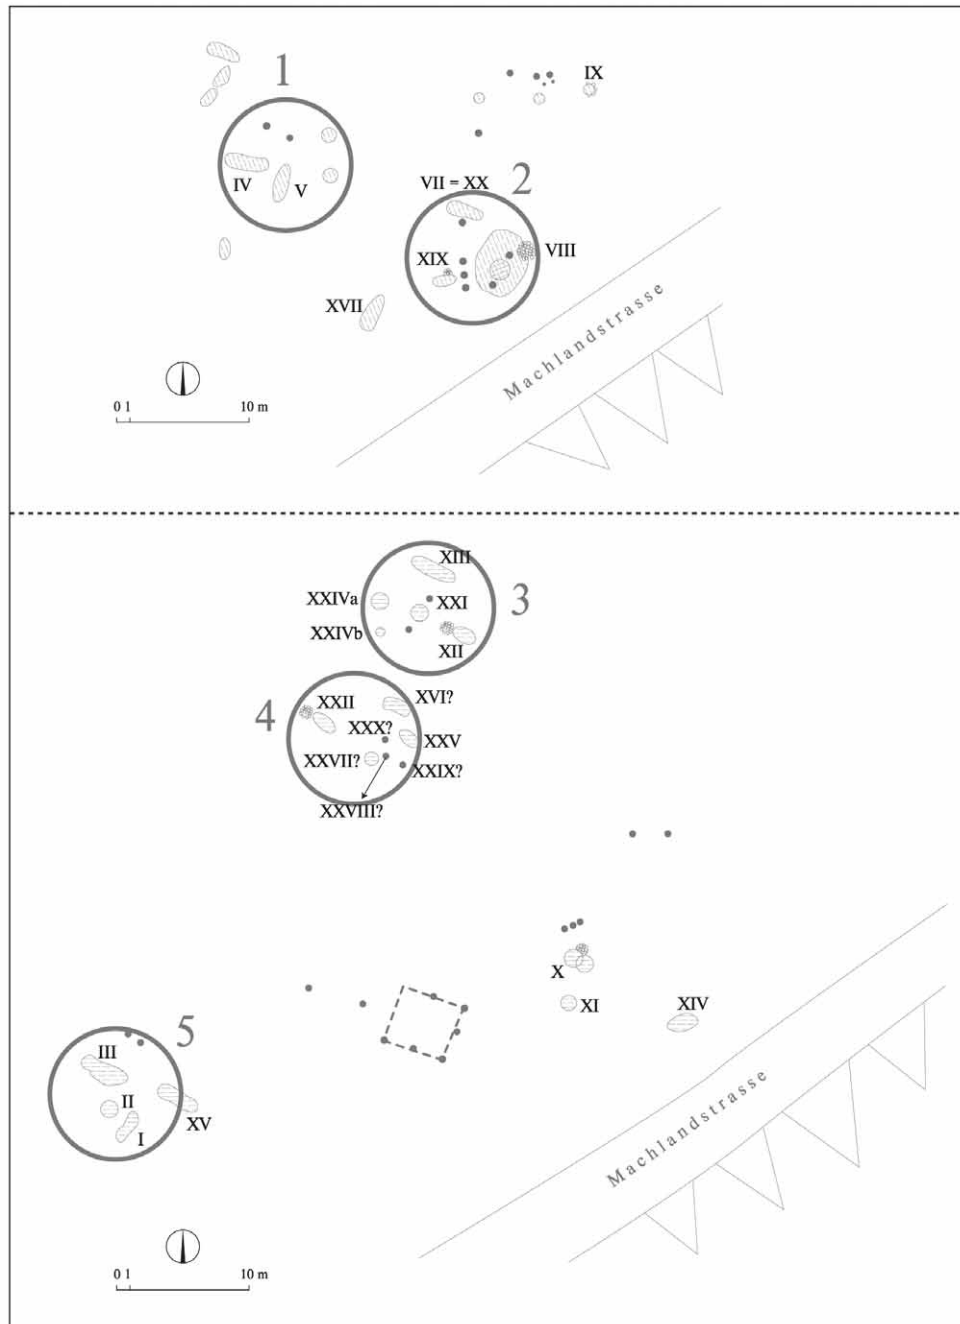 1
IX
IV
V
2
VII = XX
XIX
VIII
XVII
Machlandstrasse
0 1
10 m
XIII
3
XXIVa
XXI
XXIVb
XII
4
XXII
XVI?
XXX?
XXV
XXVII?
XXIX?
XXVIII?
X
XI
XIV
5
III
II
I
XV
Machlandstrasse
0 1
10 m